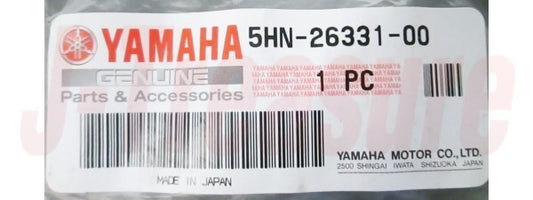 YAMAHA 5HN-26331-00
GENUINE
Parts & Accessories
1 PC
MADE IN JAPAN
YAMAHA MOTOR CO.,LTD.
2500 SHINGAI IWATA SHIZUOKA JAPAN